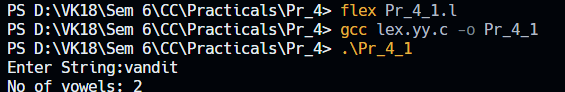 PS D:\VK18\Sem 6\CC\Practicals\Pr_4> flex Pr_4_1.l
PS D:\VK18\Sem 6\CC\Practicals\Pr_4> gcc lex.yy.c -o Pr_4_1
PS D:\VK18\Sem 6\CC\Practicals\Pr_4> .\Pr_4_1
Enter String:vandit
No of vowels: 2